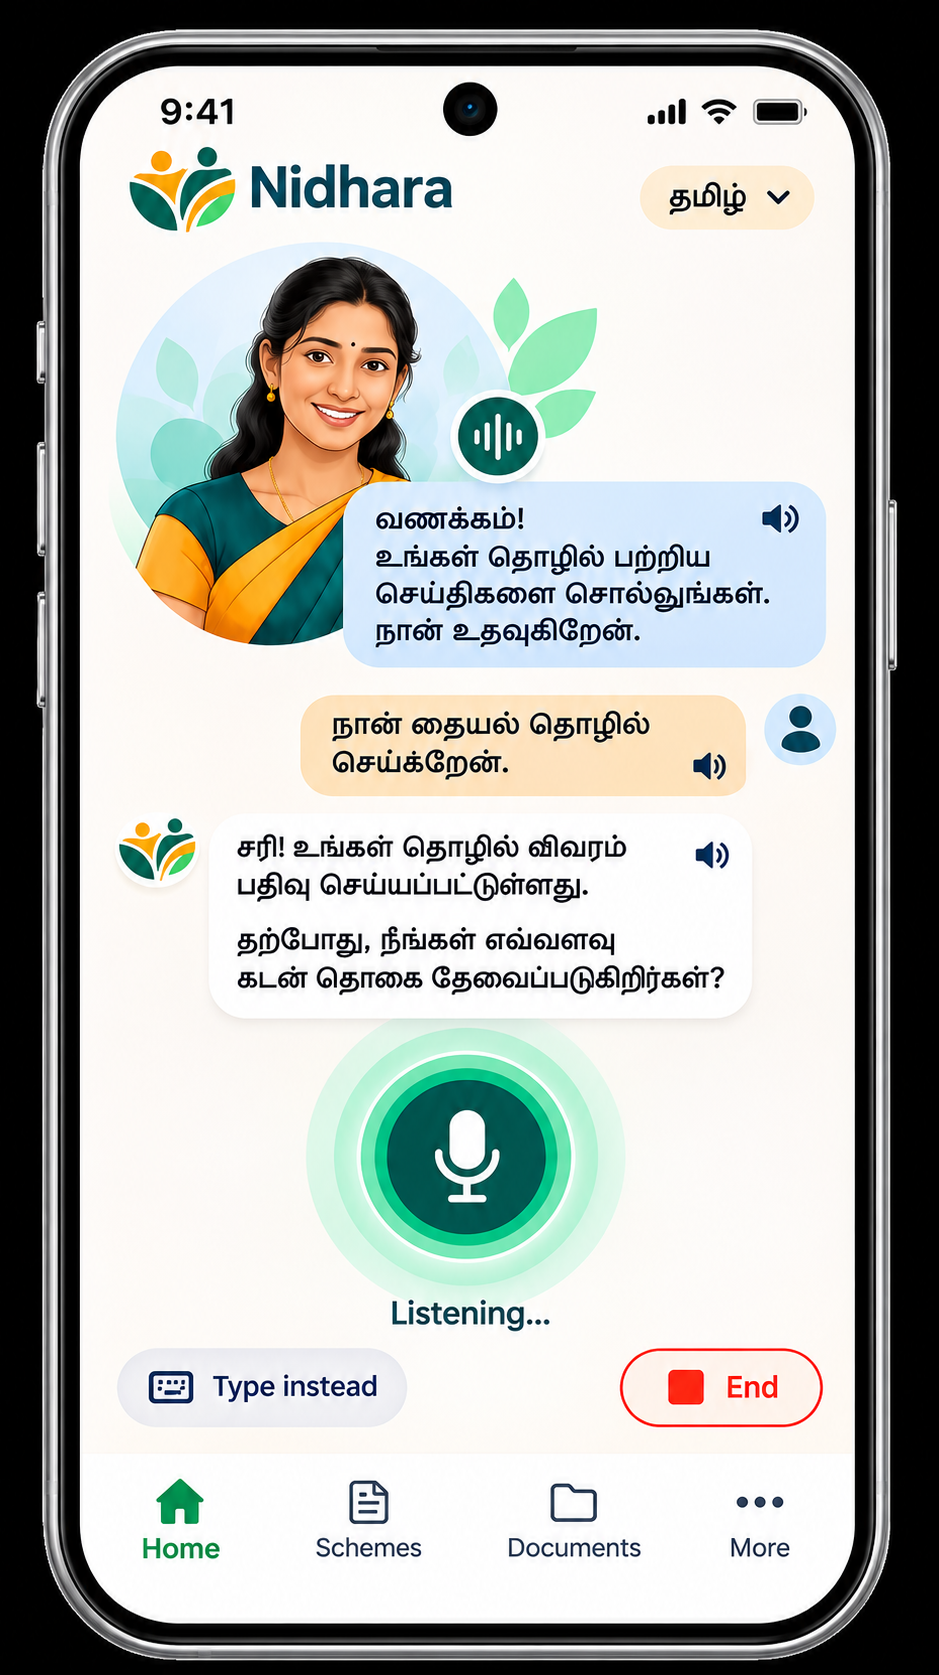 9:41
Nidhara
தமிழ்
வணக்கம்!
உங்கள் தொழில் பற்றிய
செய்திகளை சொல்லுங்கள்.
நான் உதவுகிறேன்.
நான் தையல் தொழில்
செய்க்றேன்.
சரி! உங்கள் தொழில் விவரம்
பதிவு செய்யப்பட்டுள்ளது.
தற்போது, நீங்கள் எவ்வளவு
கடன் தொகை தேவைப்படுகிறிர்கள்?
Listening...
Type instead
End
Home
Schemes
Documents
More